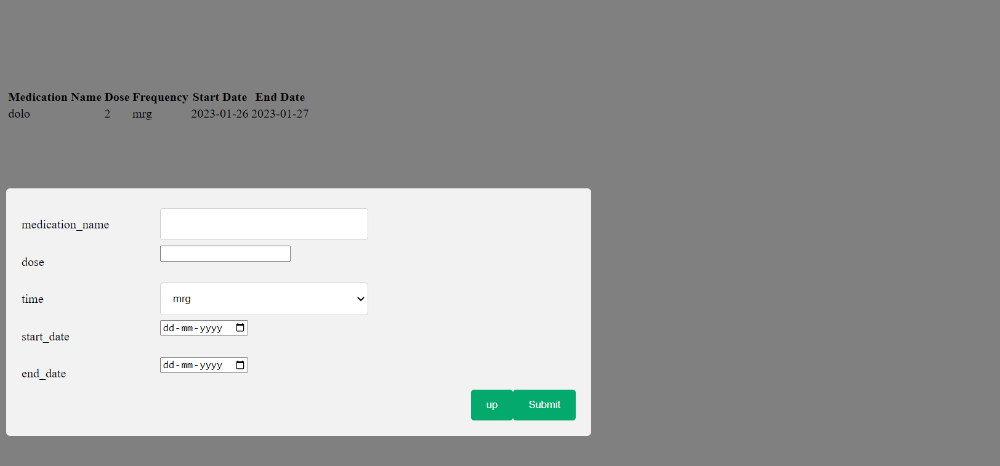 Medication Name Dose Frequency Start Date End Date
dolo 2 mrg 2023-01-26 2023-01-27
medication_name
dose
time mrg
start_date dd-mm-yyyy
end_date dd-mm-yyyy
up Submit